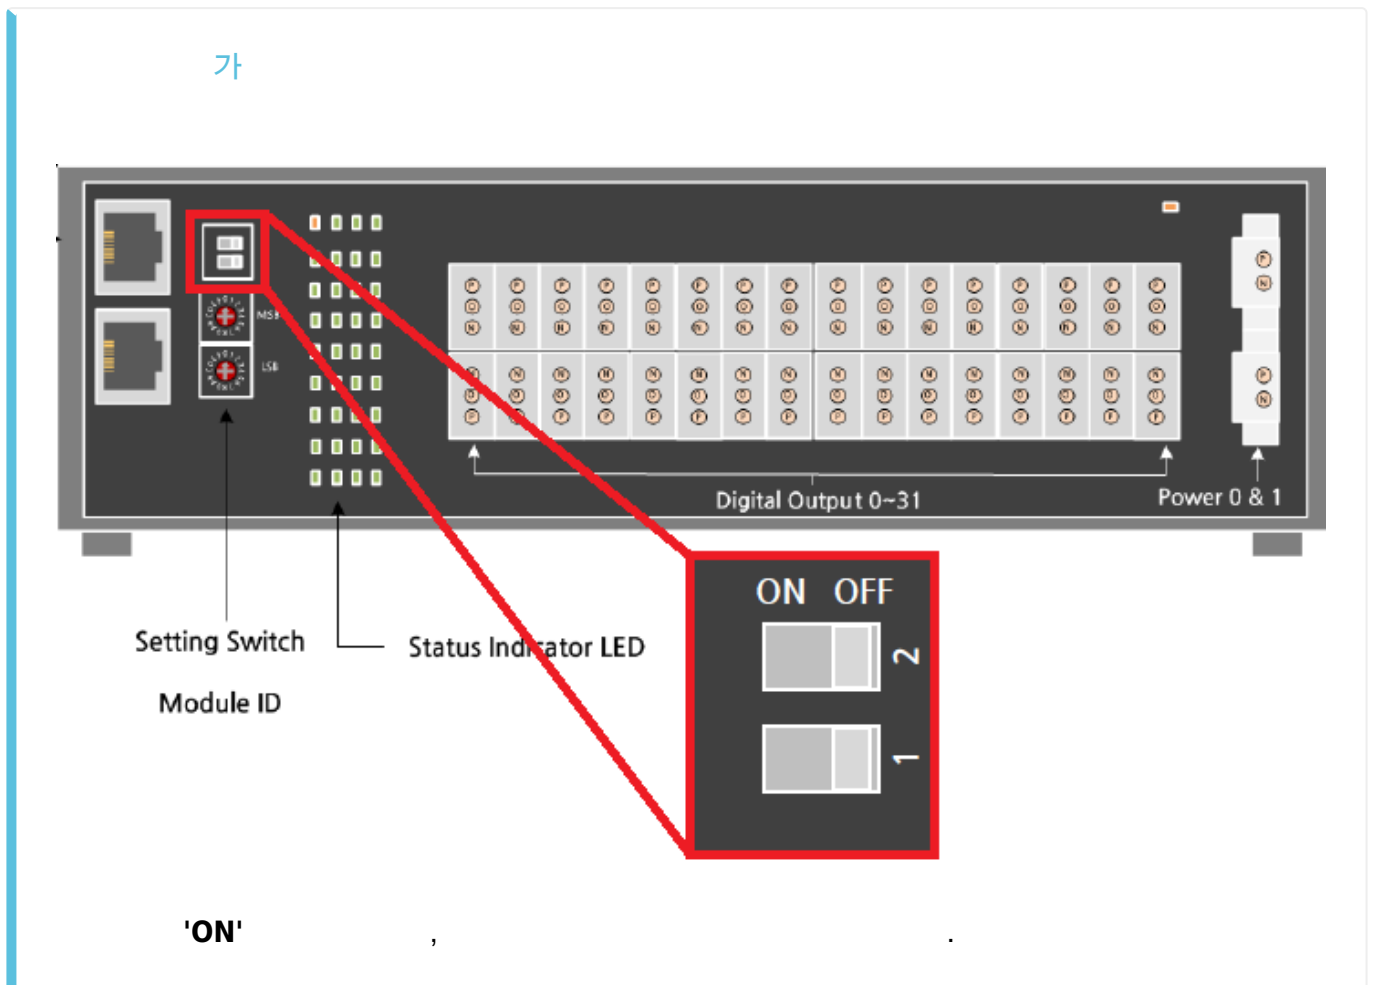 가
MSB
LSB
Digital Output 0~31
Power 0 & 1
Setting Switch
Status Indicator LED
Module ID
ON OFF
2
1
'ON' , .